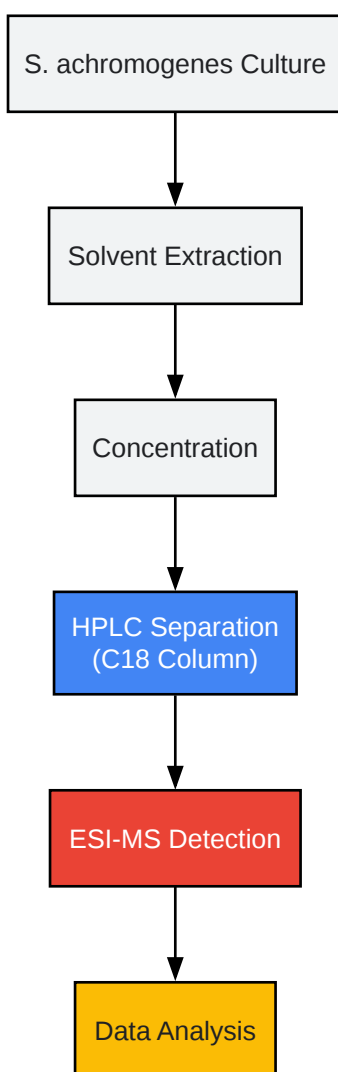 S. achromogenes Culture
Solvent Extraction
Concentration
HPLC Separation
(C18 Column)
ESI-MS Detection
Data Analysis